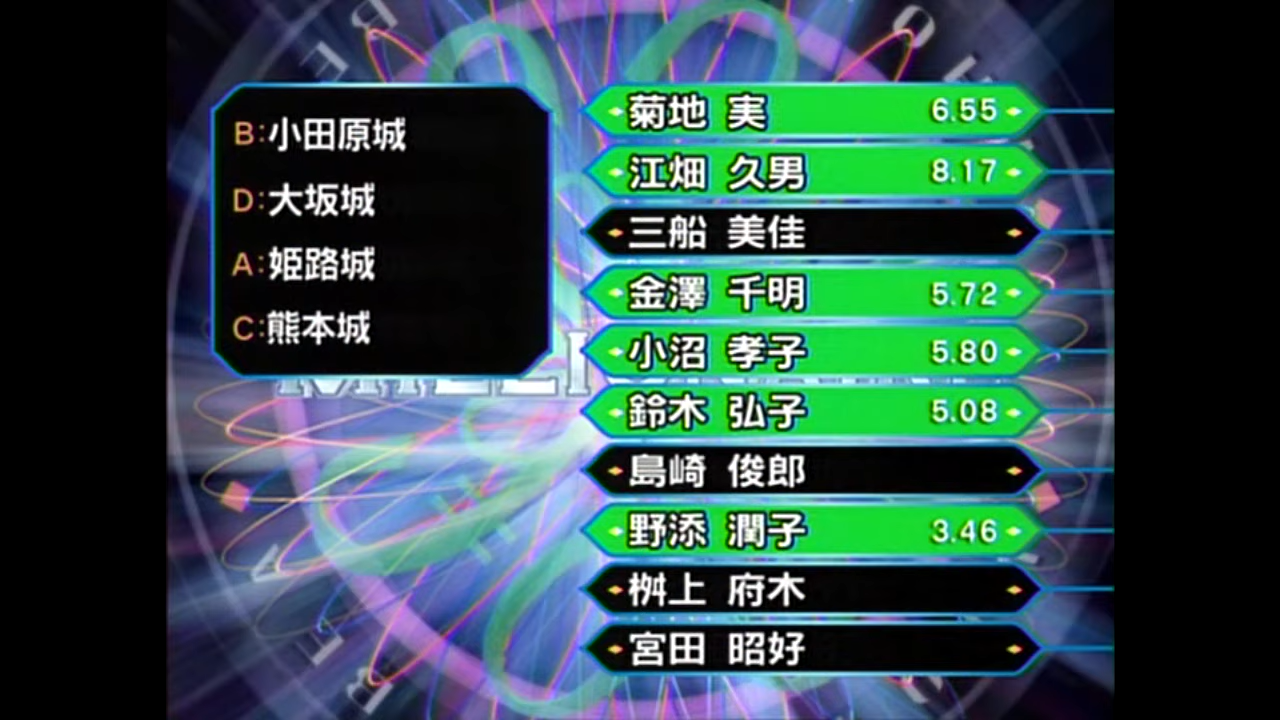 B:小田原城
D:大坂城
A:姫路城
C:熊本城
菊地 実 6.55
江畑 久男 8.17
三船 美佳
金澤 千明 5.72
小沼 孝子 5.80
鈴木 弘子 5.08
島崎 俊郎
野添 潤子 3.46
桝上 府木
宮田 昭好